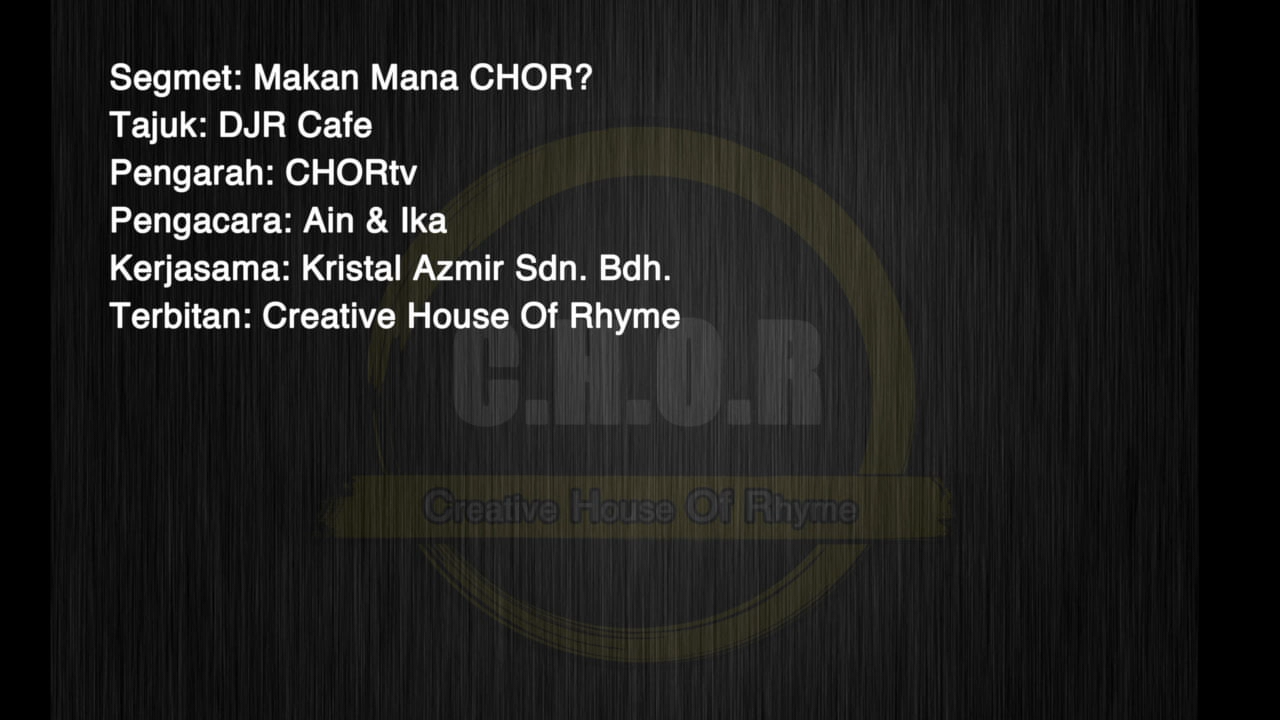 Segmet: Makan Mana CHOR?
Tajuk: DJR Cafe
Pengarah: CHORtv
Pengacara: Ain & Ika
Kerjasama: Kristal Azmir Sdn. Bdh.
Terbitan: Creative House Of Rhyme
C.H.O.R
Creative House Of Rhyme